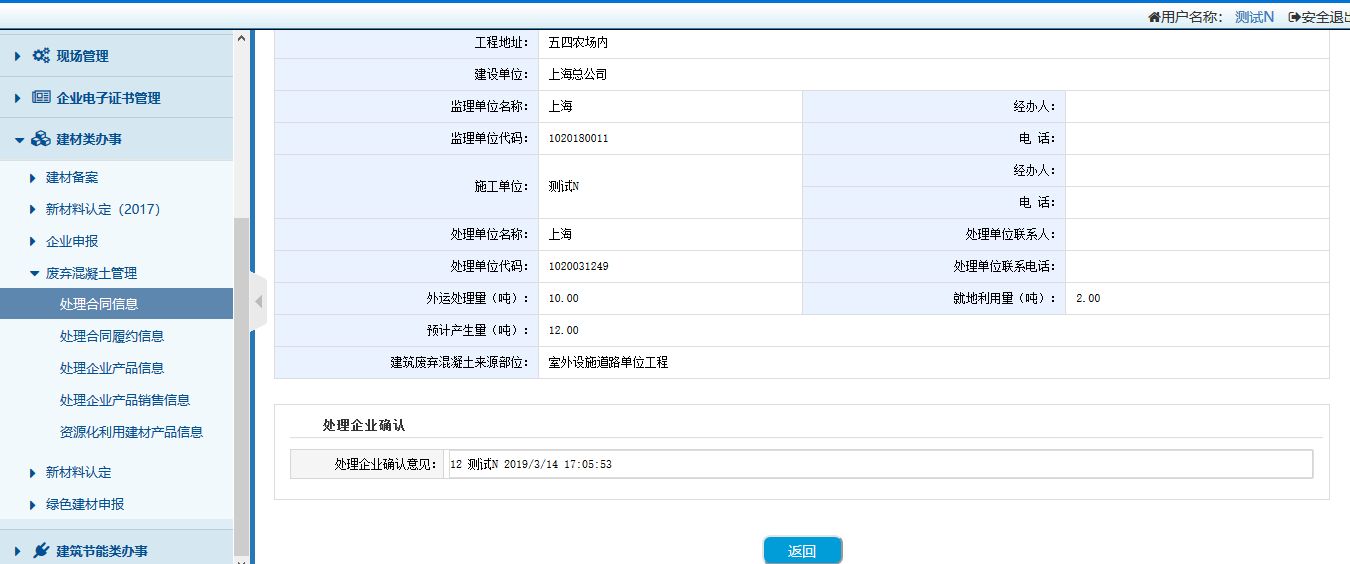 用户名称： 测试N 安全退出
现场管理
企业电子证书管理
建材类办事
建材备案
新材料认定（2017）
企业申报
废弃混凝土管理
处理合同信息
处理合同履约信息
处理企业产品信息
处理企业产品销售信息
资源化利用建材产品信息
新材料认定
绿色建材申报
建筑节能类办事
工程地址： 五四农场内
建设单位： 上海总公司
监理单位名称： 上海 经办人：
监理单位代码： 1020180011 电 话：
施工单位： 测试N 经办人：
电 话：
处理单位名称： 上海 处理单位联系人：
处理单位代码： 1020031249 处理单位联系电话：
外运处理量（吨）： 10.00 就地利用量（吨）： 2.00
预计产生量（吨）： 12.00
建筑废弃混凝土来源部位： 室外设施道路单位工程
处理企业确认
处理企业确认意见： 12 测试N 2019/3/14 17:05:53
返回